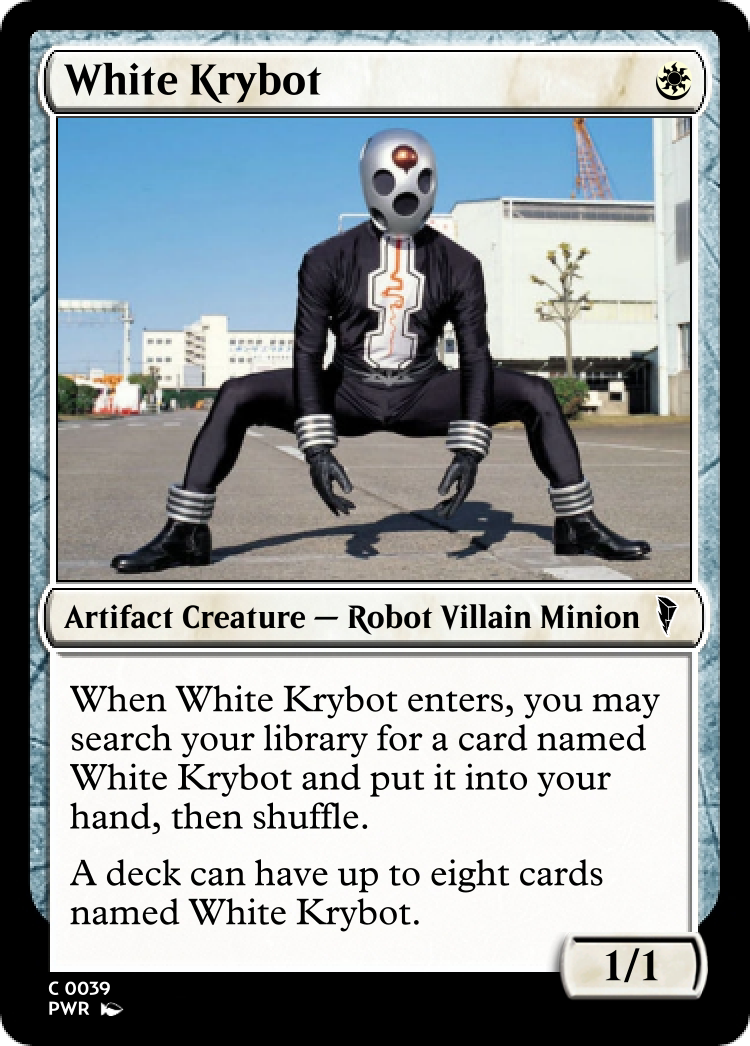 White Krybot
Artifact Creature — Robot Villain Minion
When White Krybot enters, you may
search your library for a card named
White Krybot and put it into your
hand, then shuffle.
A deck can have up to eight cards
named White Krybot.
1/1
C 0039
PWR